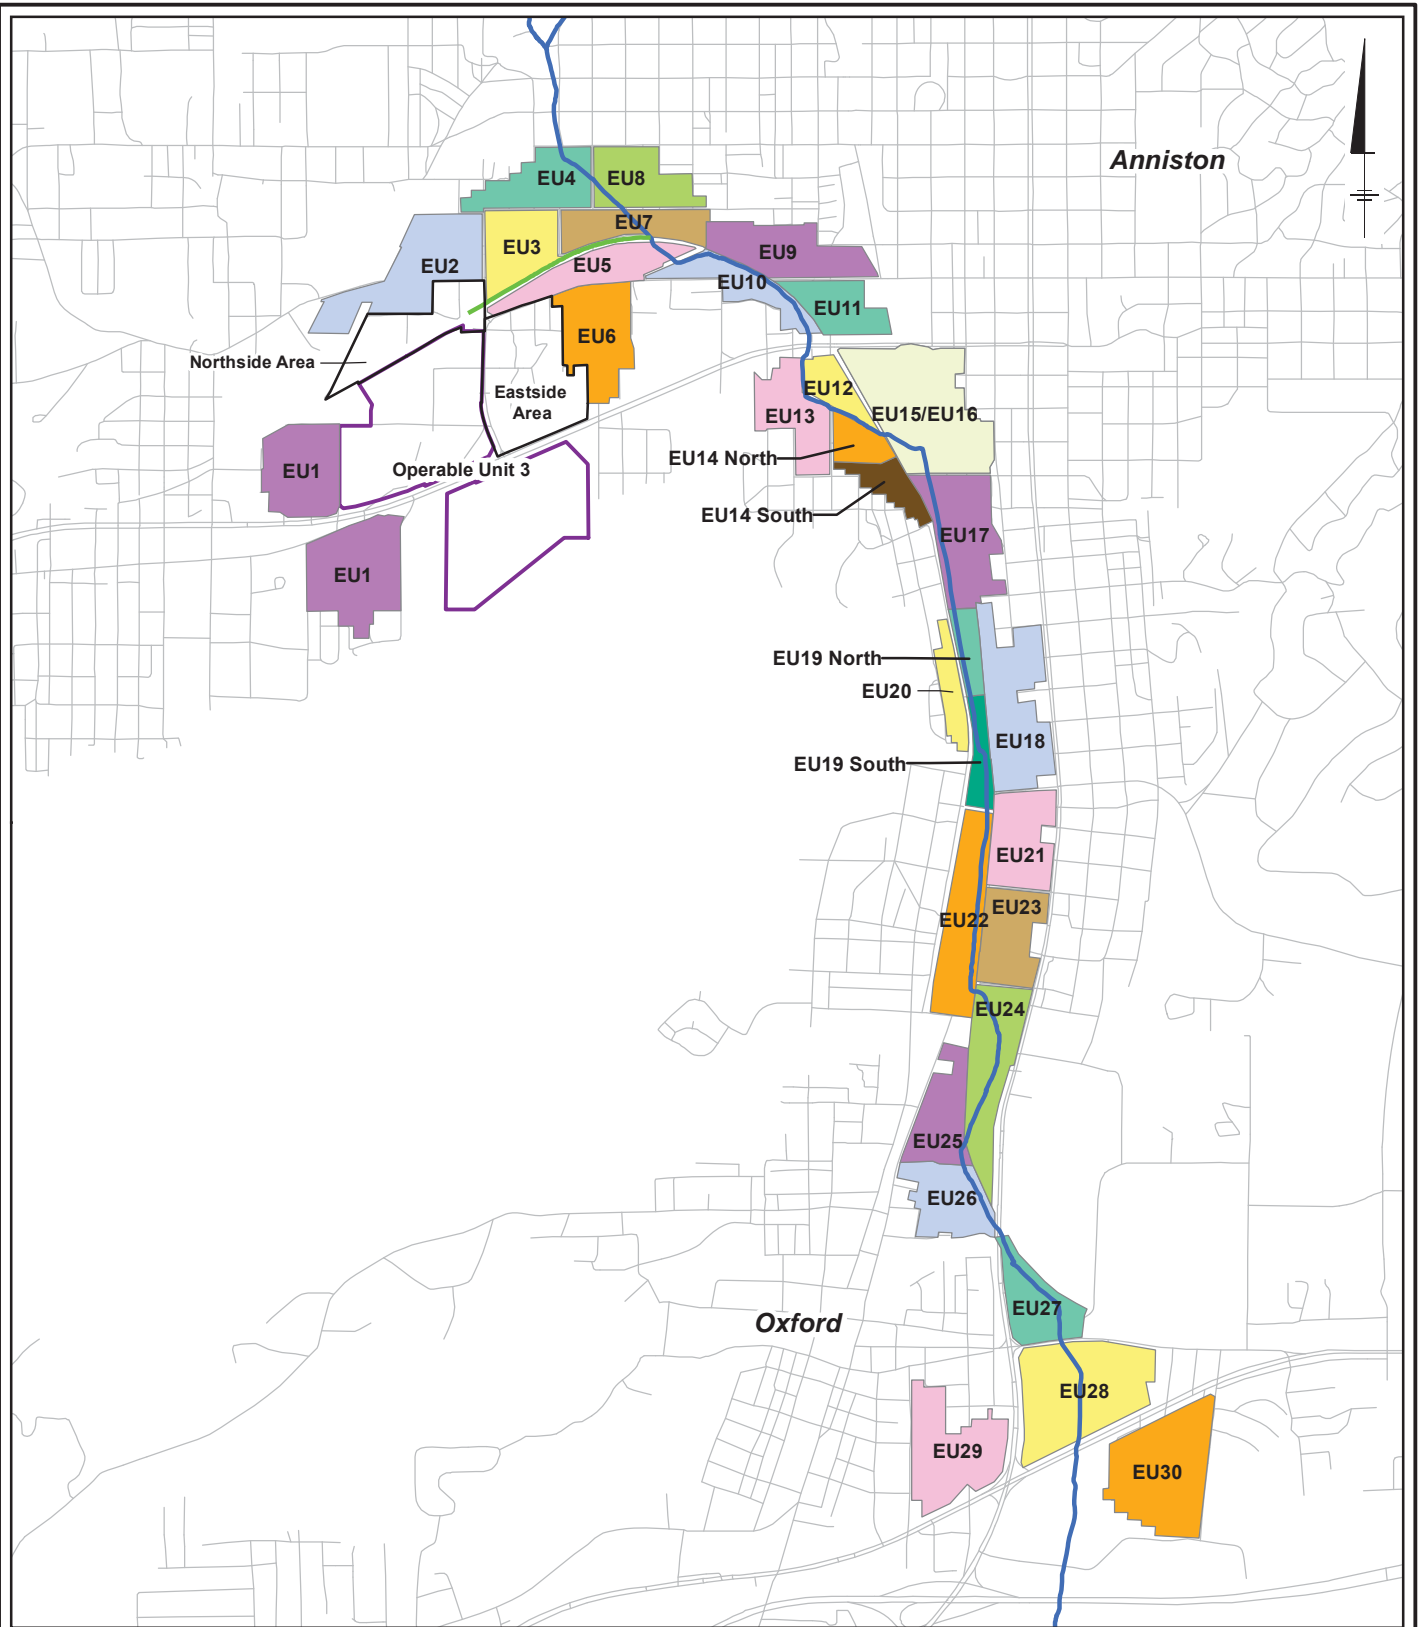 Anniston
EU4
EU8
EU7
EU3
EU9
EU2
EU5
EU10
EU11
EU6
Northside Area
Eastside
Area
EU12
EU13
EU15/EU16
EU14 North
EU1
Operable Unit 3
EU14 South
EU17
EU1
EU19 North
EU20
EU18
EU19 South
EU21
EU23
EU22
EU24
EU25
EU26
EU27
Oxford
EU28
EU29
EU30